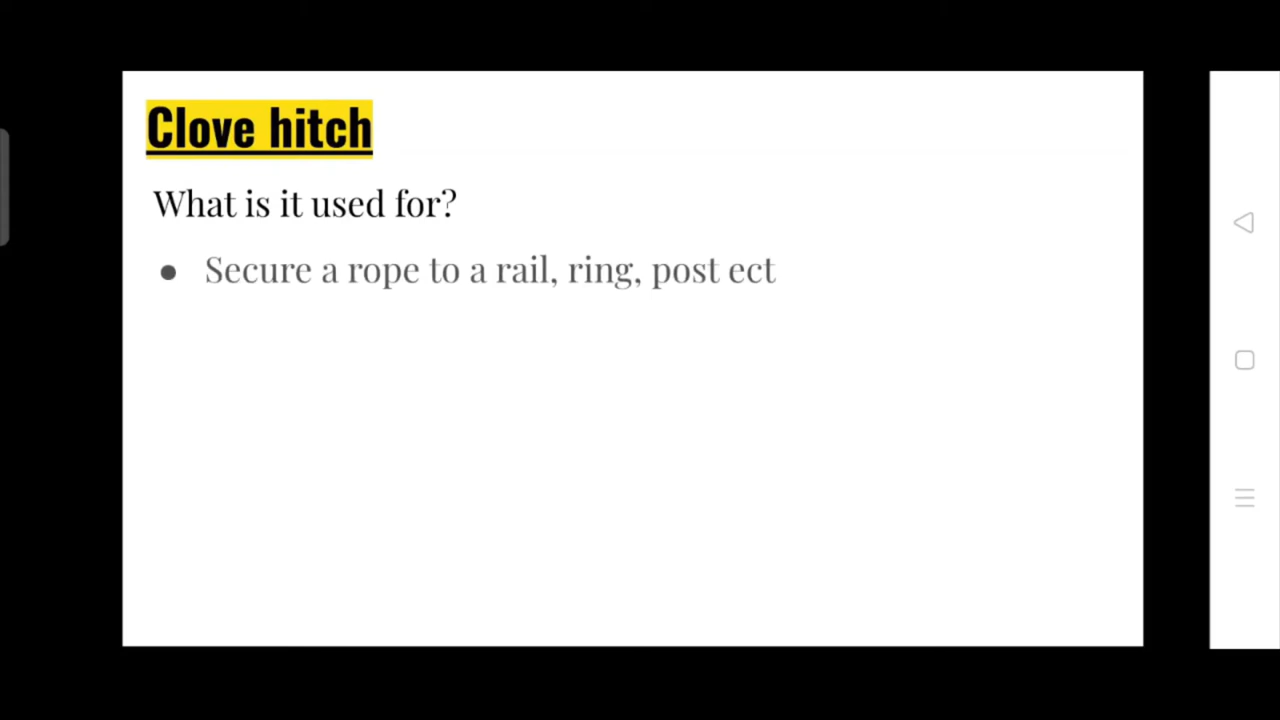 Clove hitch
What is it used for?
● Secure a rope to a rail, ring, post ect